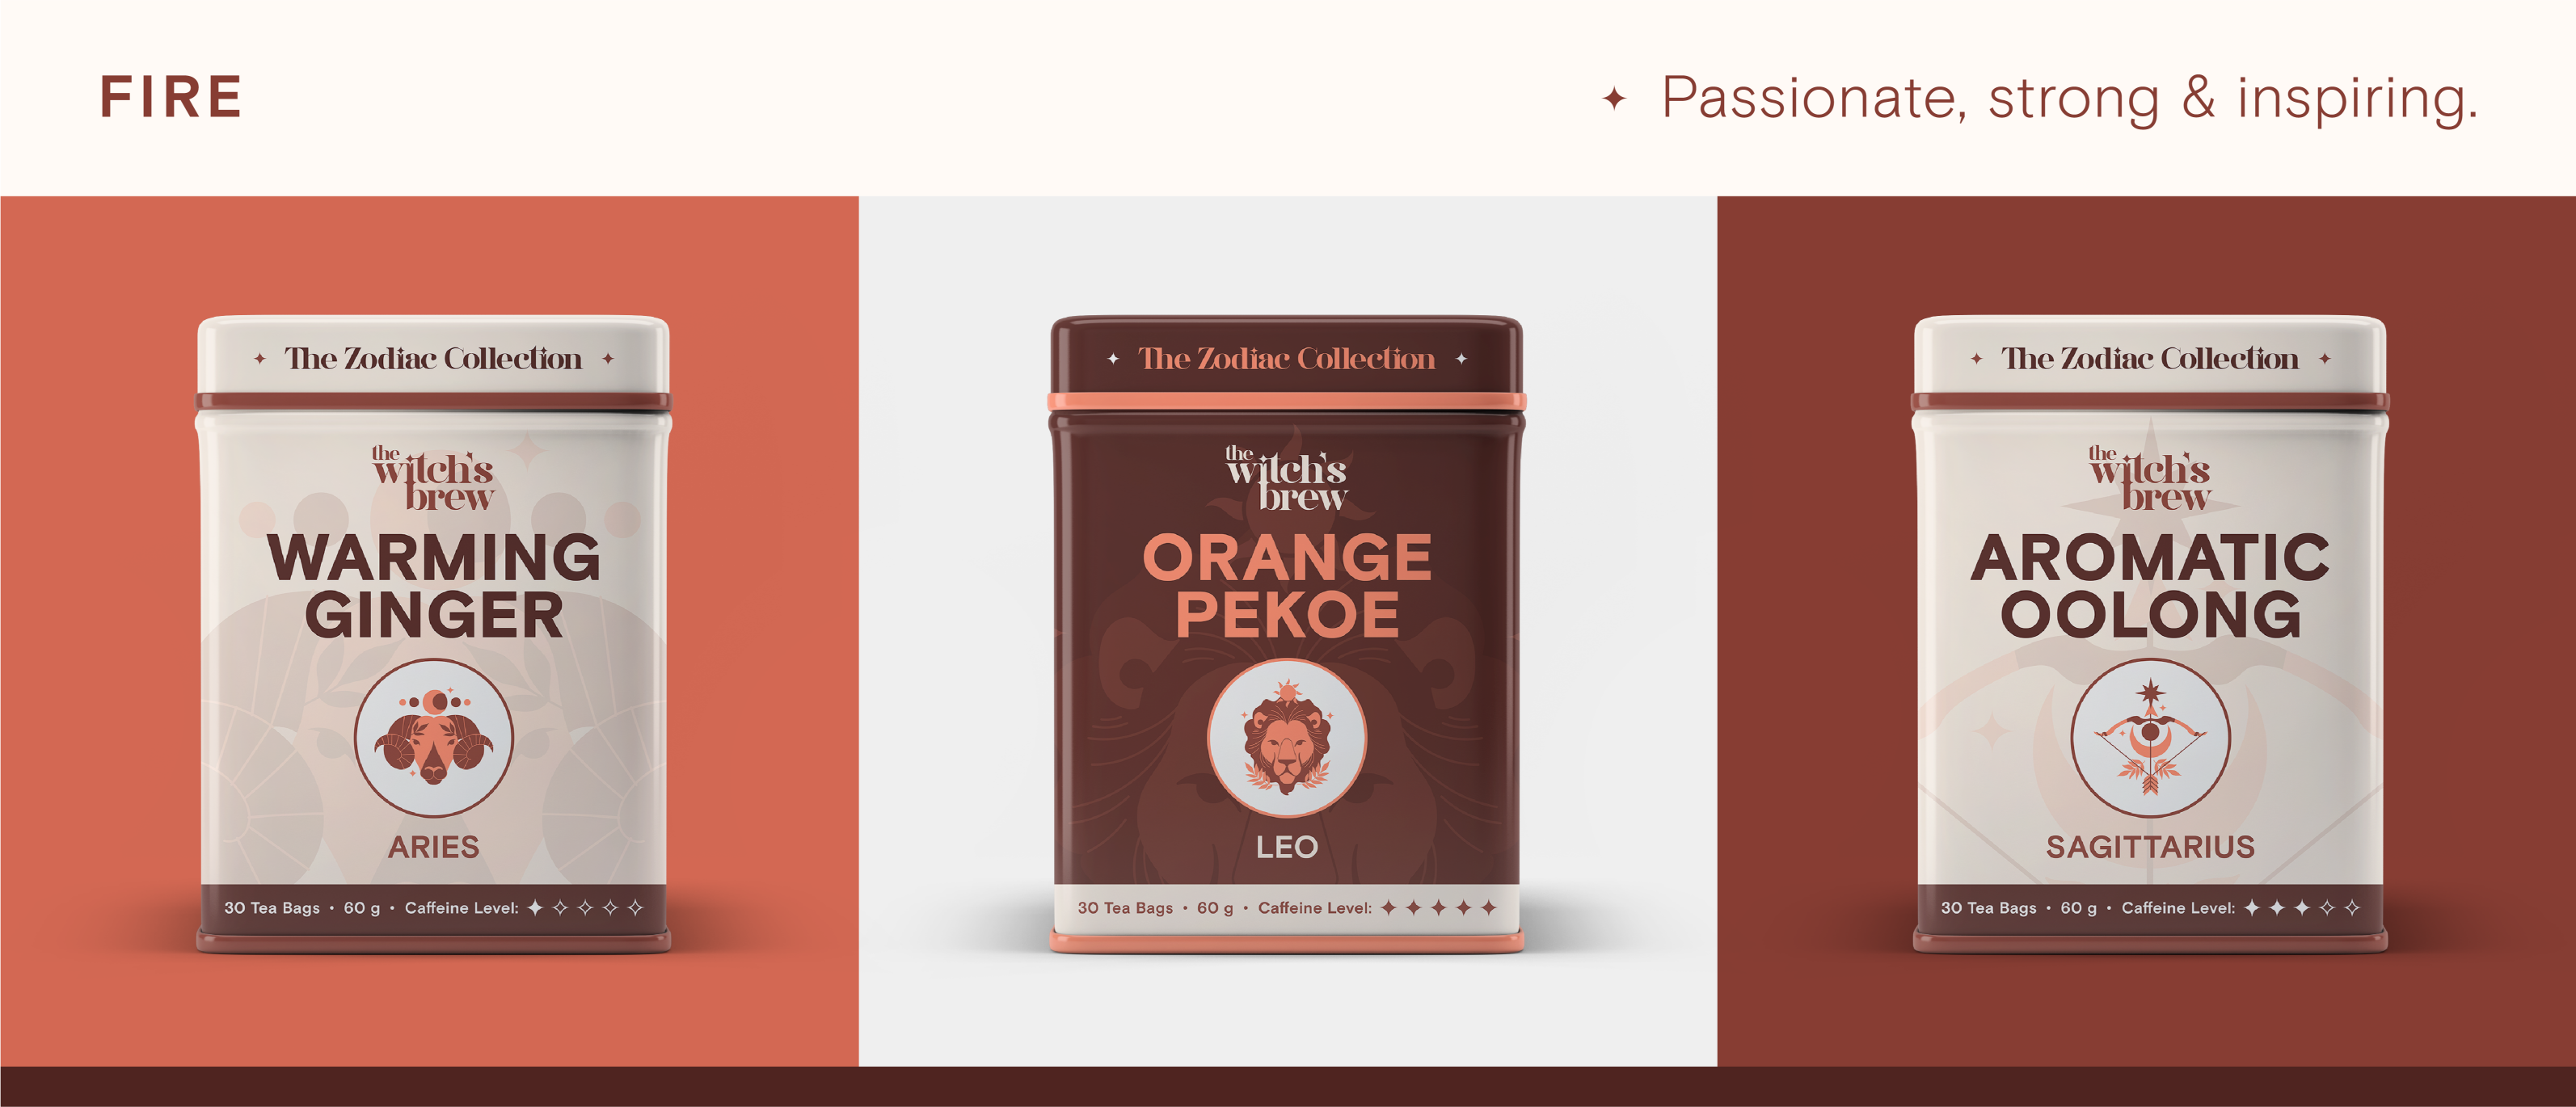 FIRE
✦ Passionate, strong & inspiring.
✦ The Zodiac Collection ✦
the
witch's
brew
WARMING
GINGER
ARIES
30 Tea Bags • 60 g • Caffeine Level: ✦ ✧ ✧ ✧ ✧
✦ The Zodiac Collection ✦
the
witch's
brew
ORANGE
PEKOE
LEO
30 Tea Bags • 60 g • Caffeine Level: ✦ ✦ ✦ ✦ ✦
✦ The Zodiac Collection ✦
the
witch's
brew
AROMATIC
OOLONG
SAGITTARIUS
30 Tea Bags • 60 g • Caffeine Level: ✦ ✦ ✦ ✧ ✧